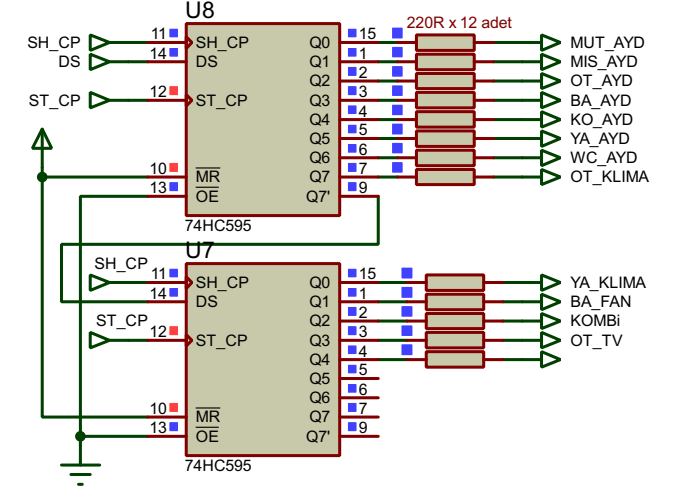 U8
220R x 12 adet
SH_CP 11 SH_CP Q0 15 MUT_AYD
DS 14 DS Q1 1 MIS_AYD
Q2 2 OT_AYD
ST_CP 12 ST_CP Q3 3 BA_AYD
Q4 4 KO_AYD
Q5 5 YA_AYD
Q6 6 WC_AYD
10 MR Q7 7 OT_KLIMA
13 OE Q7' 9
74HC595
U7
SH_CP 11 SH_CP Q0 15 YA_KLIMA
14 DS Q1 1 BA_FAN
Q2 2 KOMBi
ST_CP 12 ST_CP Q3 3 OT_TV
Q4 4
Q5 5
Q6 6
10 MR Q7 7
13 OE Q7' 9
74HC595